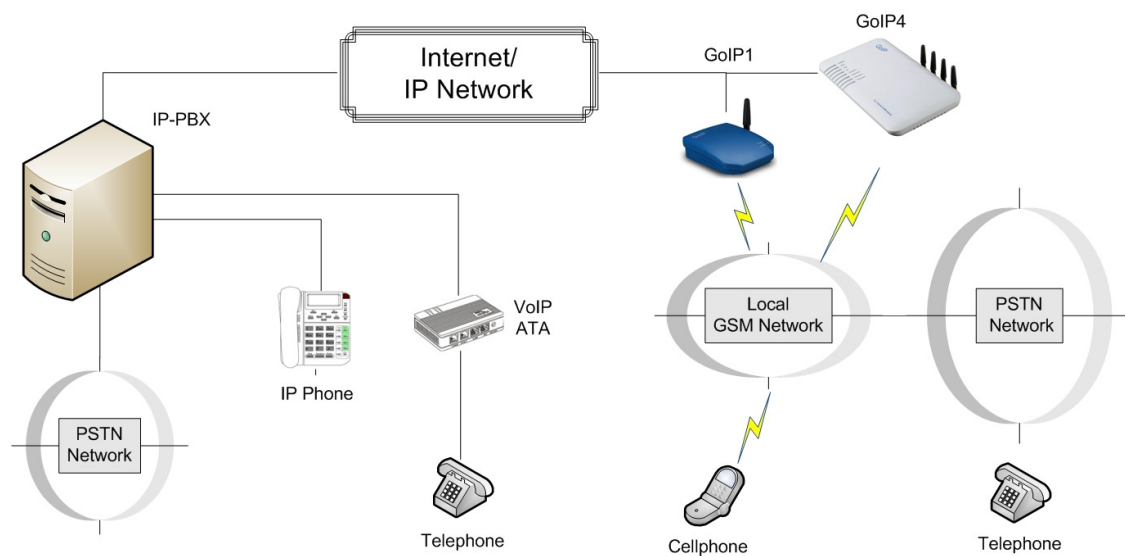 GoIP4
GoIP1
Internet/
IP Network
IP-PBX
VoIP
ATA
IP Phone
Local
GSM Network
PSTN
Network
PSTN
Network
Telephone
Cellphone
Telephone